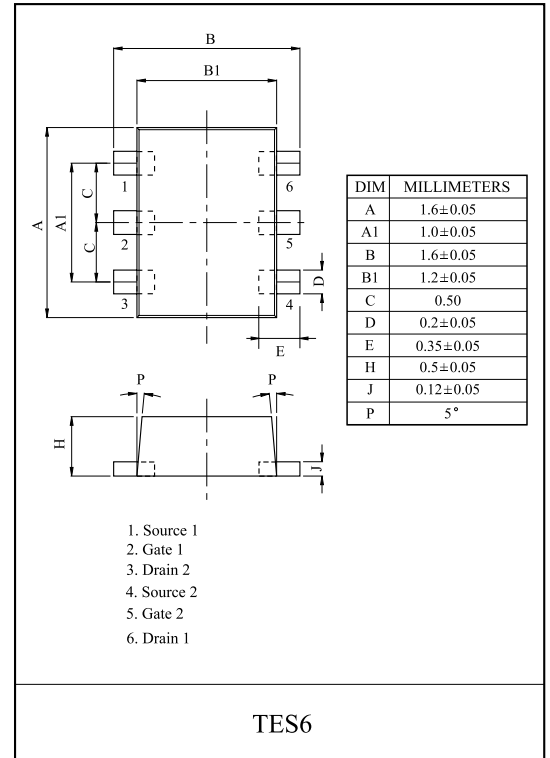 B
B1
A
A1
C
C
1
2
3
6
5
4
D
E
DIM MILLIMETERS
A 1.6±0.05
A1 1.0±0.05
B 1.6±0.05
B1 1.2±0.05
C 0.50
D 0.2±0.05
E 0.35±0.05
H 0.5±0.05
J 0.12±0.05
P 5°
P P
H
J
1. Source 1
2. Gate 1
3. Drain 2
4. Source 2
5. Gate 2
6. Drain 1
TES6